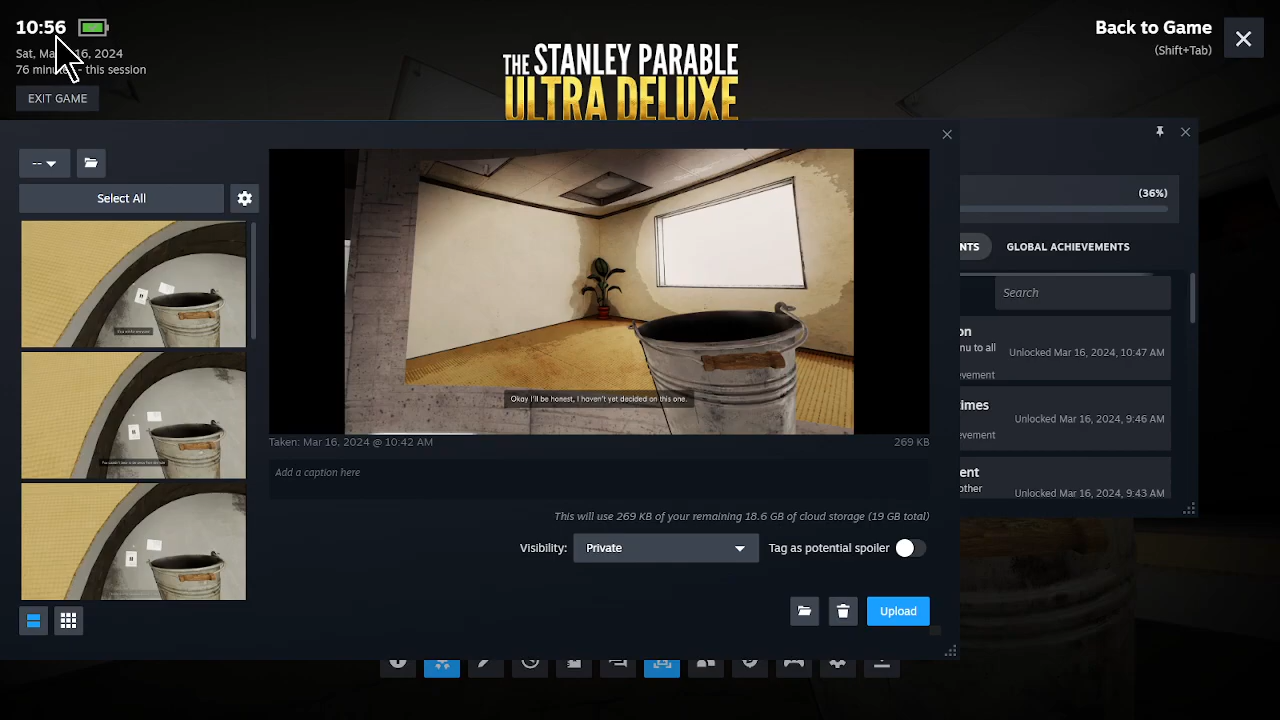 10:56
Sat, Mar 16, 2024
76 minutes - this session
EXIT GAME
THE STANLEY PARABLE
ULTRA DELUXE
Back to Game
(Shift+Tab)
--
Select All
Okay I'll be honest, I haven't yet decided on this one.
Taken: Mar 16, 2024 @ 10:42 AM
269 KB
Add a caption here
This will use 269 KB of your remaining 18.6 GB of cloud storage (19 GB total)
Visibility:
Private
Tag as potential spoiler
Upload
(36%)
NTS
GLOBAL ACHIEVEMENTS
Search
on
nu to all
Unlocked Mar 16, 2024, 10:47 AM
evement
times
Unlocked Mar 16, 2024, 9:46 AM
evement
ent
other
Unlocked Mar 16, 2024, 9:43 AM